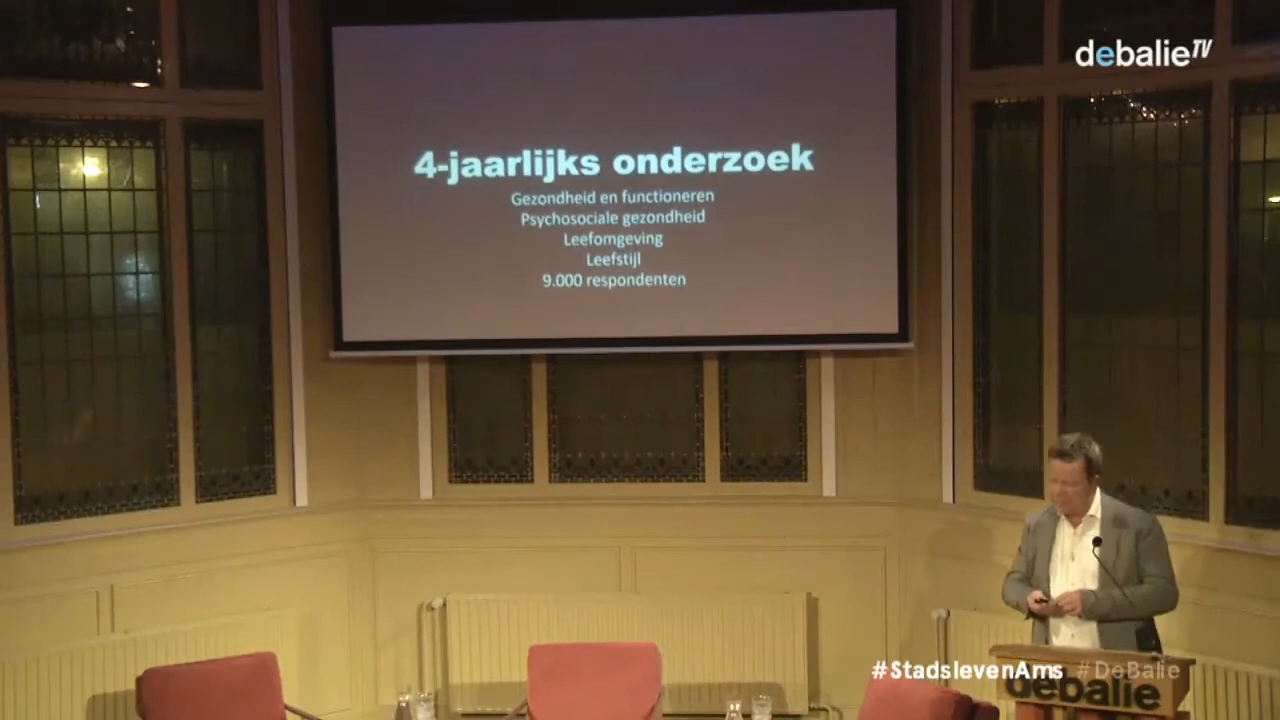 debalieTV
4-jaarlijks onderzoek
Gezondheid en functioneren
Psychosociale gezondheid
Leefomgeving
Leefstijl
9.000 respondenten
#StadslevenAms #DeBalie
debalie